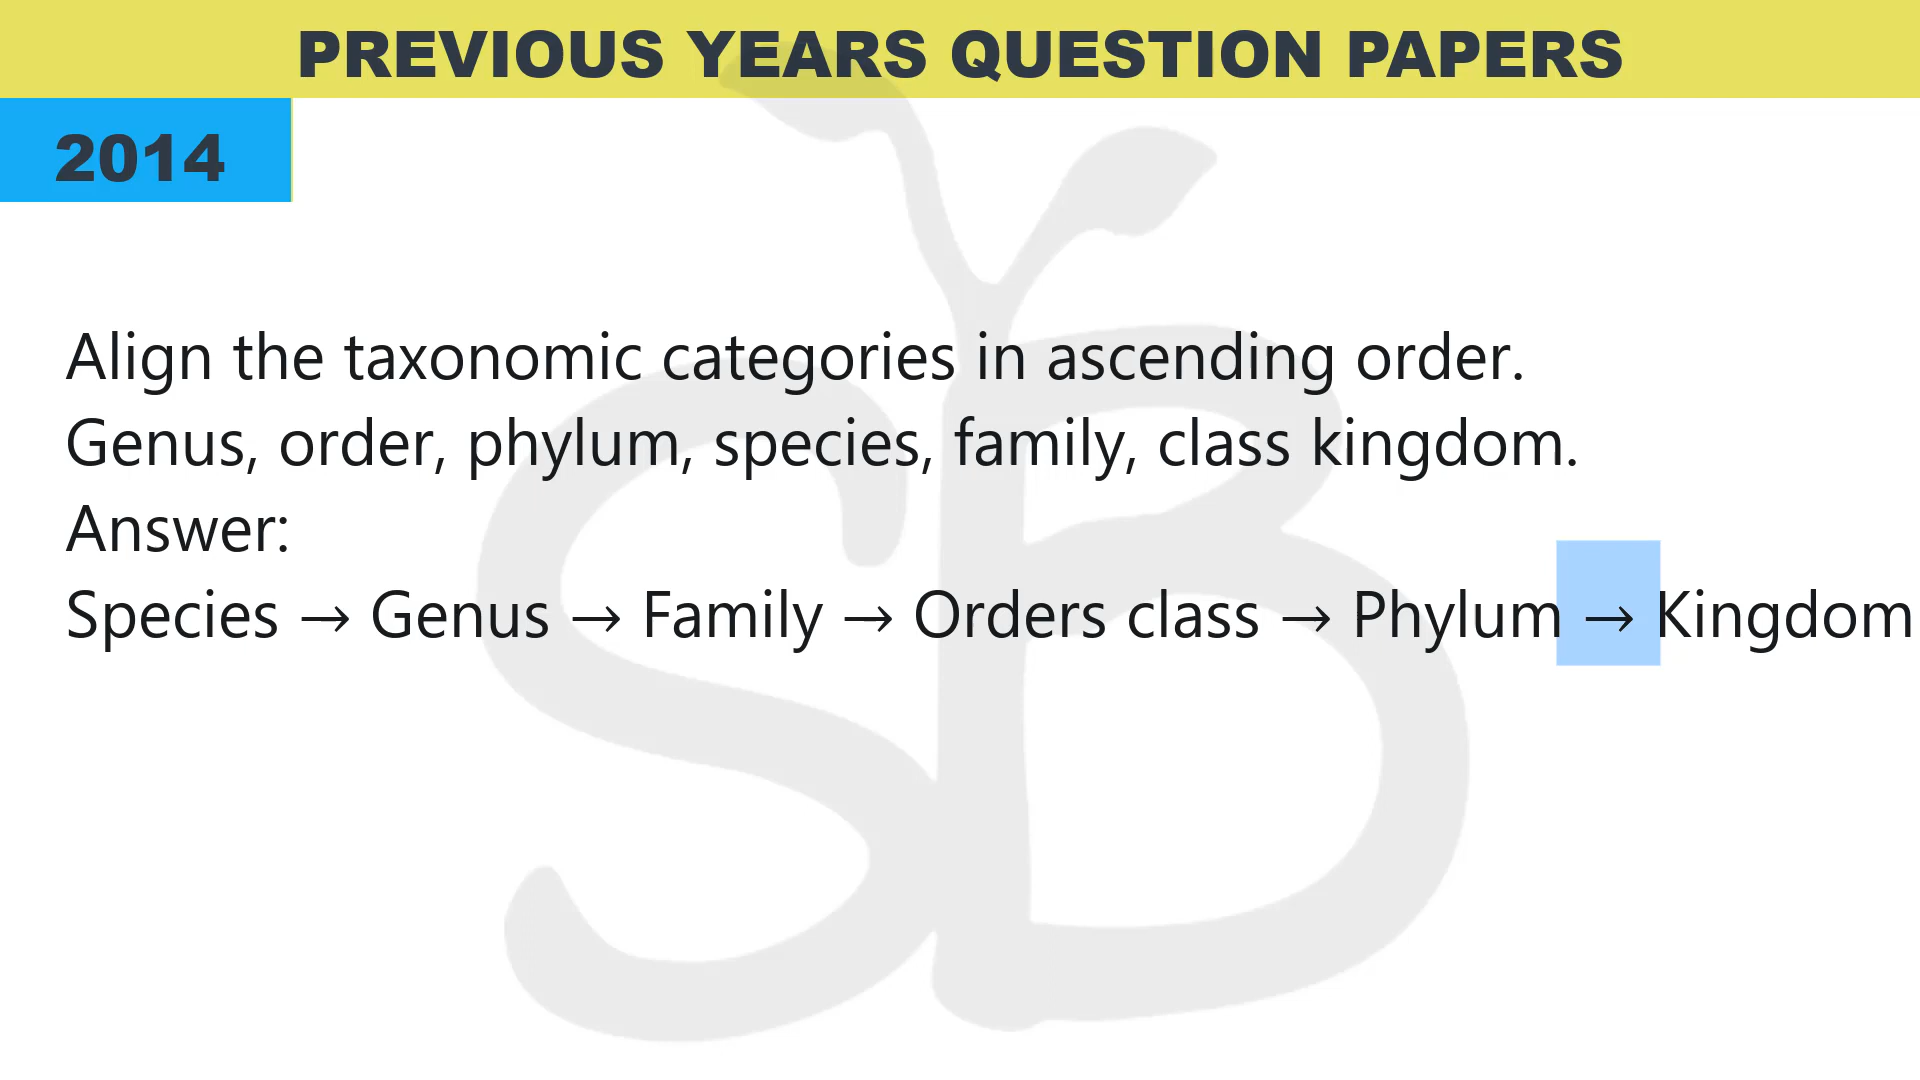 PREVIOUS YEARS QUESTION PAPERS
2014
Align the taxonomic categories in ascending order.
Genus, order, phylum, species, family, class kingdom.
Answer:
Species → Genus → Family → Orders class → Phylum → Kingdom
SB